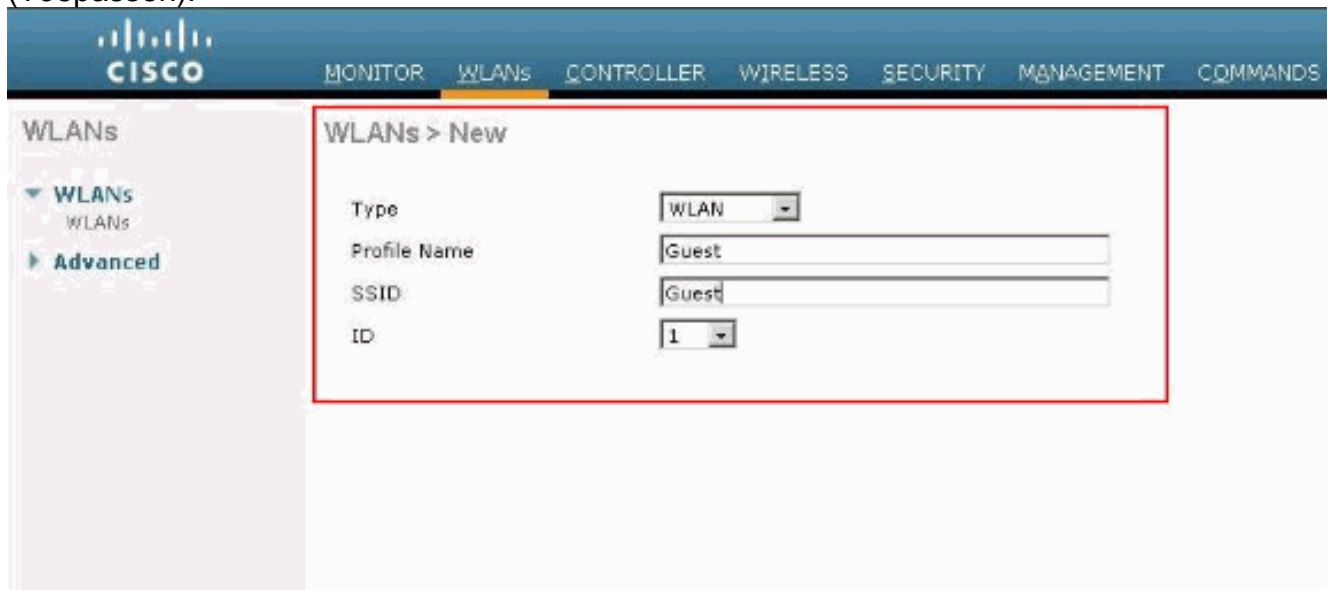 (Toepassen).
CISCO
MONITOR WLANs CONTROLLER WIRELESS SECURITY MANAGEMENT COMMANDS
WLANs
WLANs
WLANs
Advanced
WLANs > New
Type WLAN
Profile Name Guest
SSID Guest
ID 1